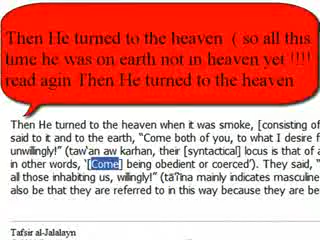 Then He turned to the heaven  ( so all this
time he was on earth not in heaven yet !!!!
read agin Then He turned to the heaven
Then He turned to the heaven when it was smoke, [consisting of
said to it and to the earth, “Come both of you, to what I desire f
unwillingly!” (taw‘an aw karhan, their [syntactical] locus is that of a
in other words, ‘[Come] being obedient or coerced’). They said, “
all those inhabiting us, willingly!” (tā’i‘īna mainly indicates masculine
also be that they are referred to in this way because they are be
Tafsir al-Jalalayn